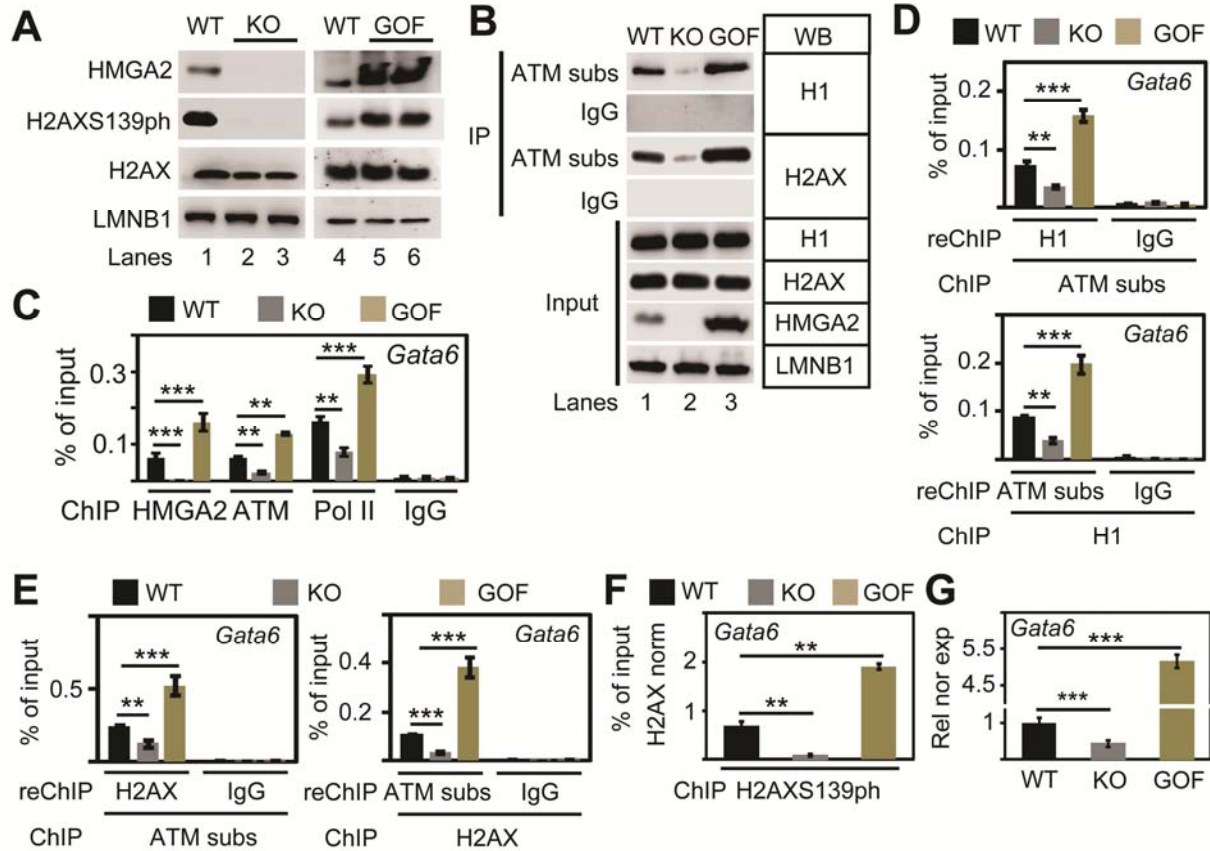 A
WT KO
WT GOF
HMGA2
H2AXS139ph
H2AX
LMNB1
Lanes 1 2 3 4 5 6
B
WT KO GOF WB
IP
ATM subs
IgG
H1
ATM subs
IgG
H2AX
Input
H1
H2AX
HMGA2
LMNB1
Lanes 1 2 3
C
WT KO GOF
Gata6
% of input
0.3
0.1
*** *** ** ** ** ***
ChIP HMGA2 ATM Pol II IgG
D
WT KO GOF
Gata6
% of input
0.2
0.1
***
**
reChIP H1 IgG
ChIP ATM subs
Gata6
% of input
0.2
0.1
***
**
reChIP ATM subs IgG
ChIP H1
E
WT KO GOF
Gata6
% of input
0.5
***
**
reChIP H2AX IgG
ChIP ATM subs
Gata6
% of input
0.4
0.1
***
***
reChIP ATM subs IgG
ChIP H2AX
F
WT KO GOF
Gata6
% of input
H2AX norm
2
1
**
**
ChIP H2AXS139ph
G
Gata6
Rel nor exp
5.5
4.5
1
***
***
WT KO GOF